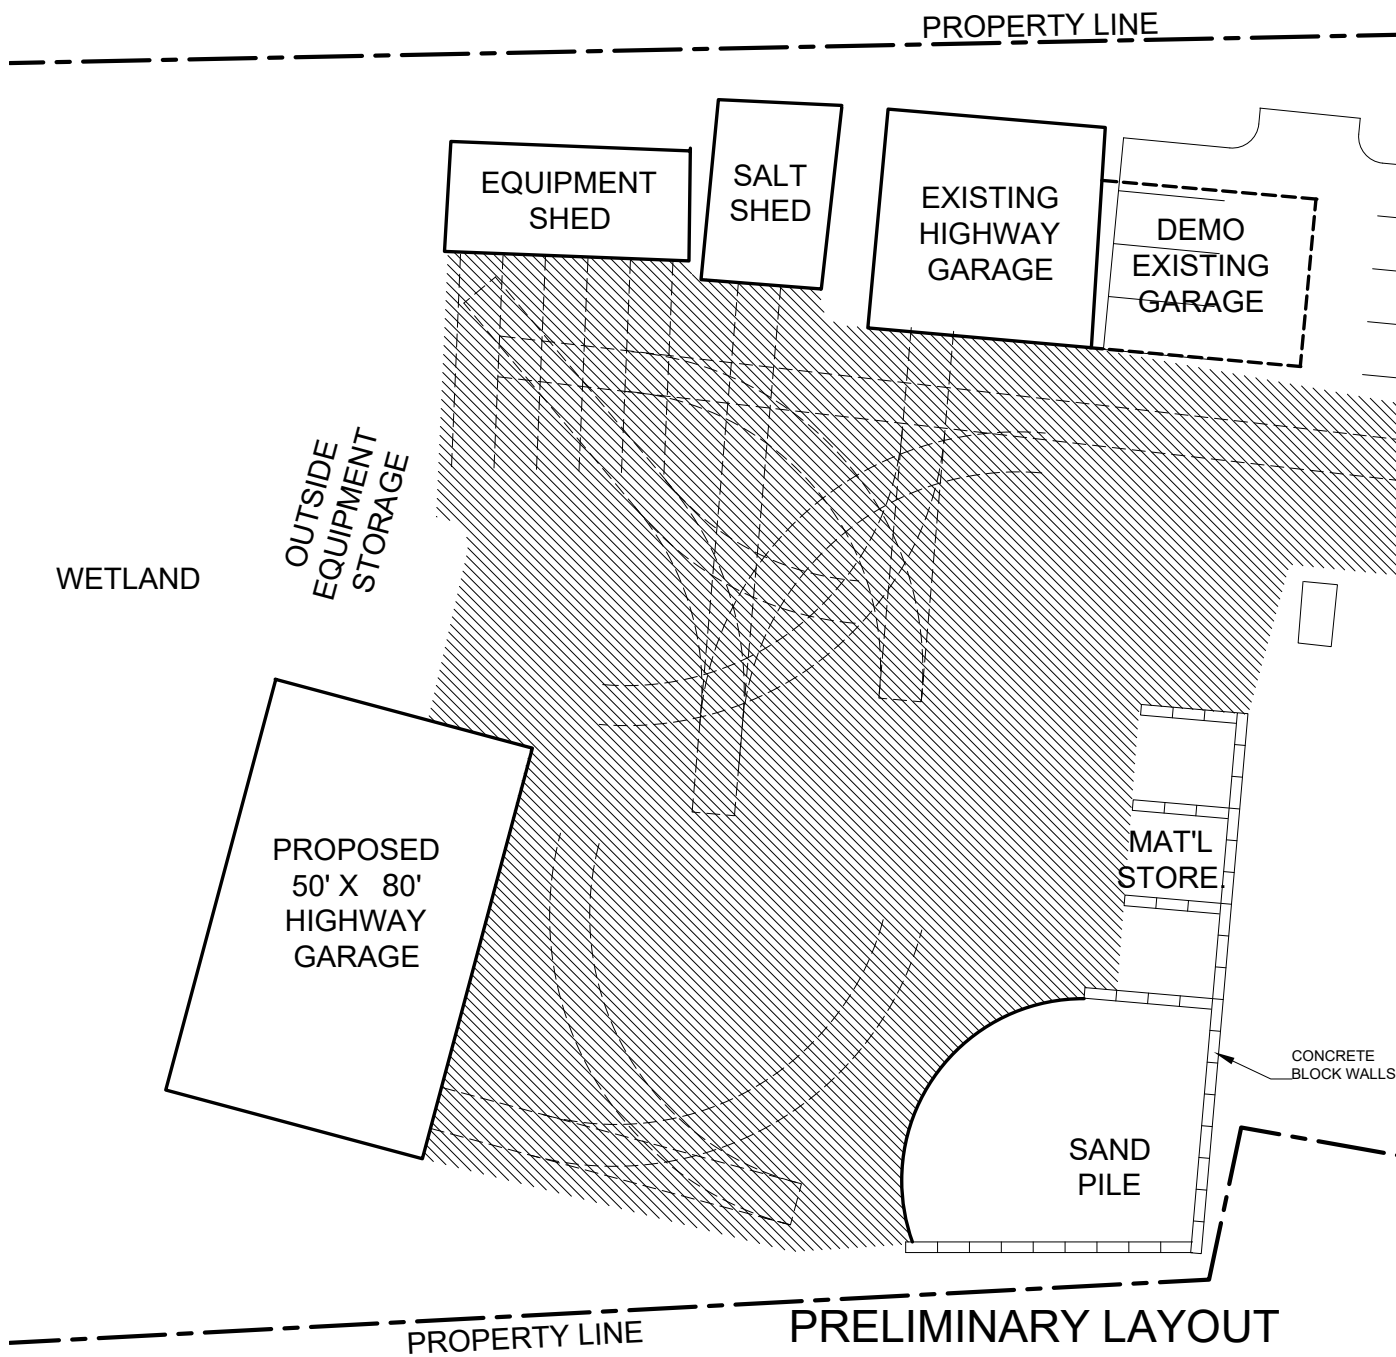 PROPERTY LINE
EQUIPMENT
SHED
SALT
SHED
EXISTING
HIGHWAY
GARAGE
DEMO
EXISTING
GARAGE
OUTSIDE
EQUIPMENT
STORAGE
WETLAND
PROPOSED
50' X 80'
HIGHWAY
GARAGE
MAT'L
STORE.
CONCRETE
BLOCK WALLS
SAND
PILE
PROPERTY LINE
PRELIMINARY LAYOUT